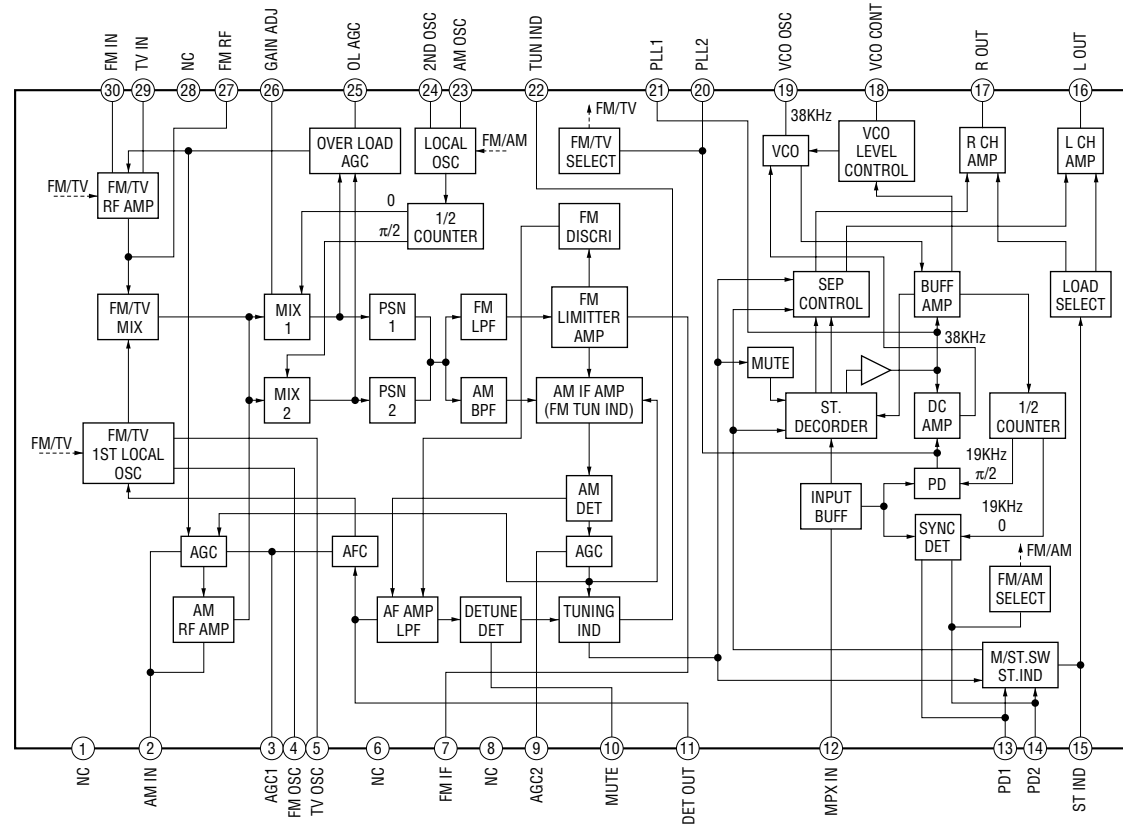 FM IN
TV IN
NC
FM RF
GAIN ADJ
OL AGC
2ND OSC
AM OSC
TUN IND
PLL1
PLL2
VCO OSC
VCO CONT
R OUT
L OUT
30
29
28
27
26
25
24
23
22
21
20
19
18
17
16
FM/TV
38KHz
OVER LOAD
AGC
LOCAL
OSC
FM/AM
FM/TV
SELECT
VCO
VCO
LEVEL
CONTROL
R CH
AMP
L CH
AMP
FM/TV
FM/TV
RF AMP
0
π/2
1/2
COUNTER
FM
DISCRI
SEP
CONTROL
BUFF
AMP
LOAD
SELECT
FM/TV
MIX
MIX
1
PSN
1
FM
LPF
FM
LIMITTER
AMP
38KHz
MUTE
MIX
2
PSN
2
AM
BPF
AM IF AMP
(FM TUN IND)
ST.
DECORDER
DC
AMP
1/2
COUNTER
FM/TV
FM/TV
1ST LOCAL
OSC
19KHz
π/2
PD
AM
DET
INPUT
BUFF
19KHz
0
SYNC
DET
AGC
AFC
AGC
FM/AM
FM/AM
SELECT
AM
RF AMP
AF AMP
LPF
DETUNE
DET
TUNING
IND
M/ST.SW
ST.IND
1
2
3
4
5
6
7
8
9
10
11
12
13
14
15
NC
AM IN
AGC1
FM OSC
TV OSC
NC
FM IF
NC
AGC2
MUTE
DET OUT
MPX IN
PD1
PD2
ST IND